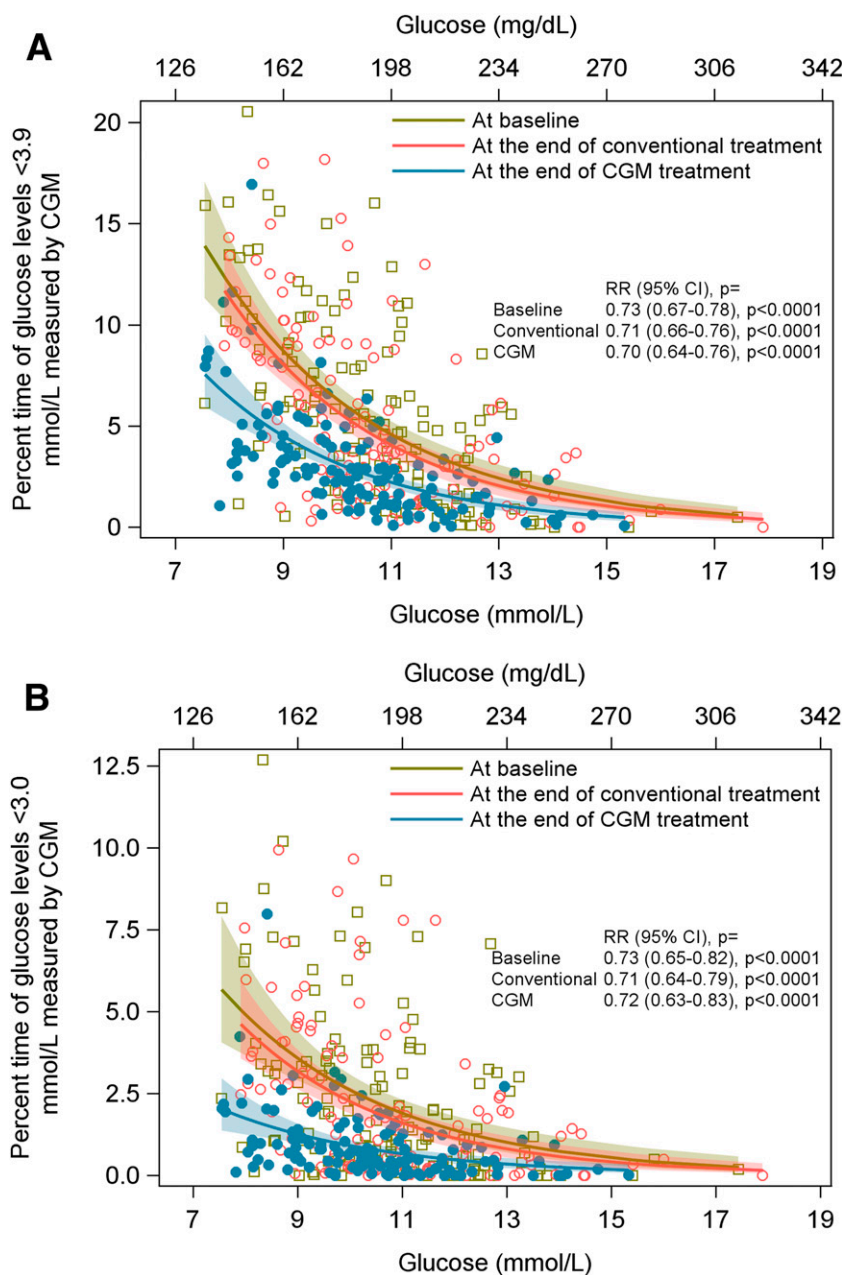 A
Glucose (mg/dL)
126 162 198 234 270 306 342
Percent time of glucose levels <3.9
mmol/L measured by CGM
20
15
10
5
0
At baseline
At the end of conventional treatment
At the end of CGM treatment
RR (95% CI), p=
Baseline 0.73 (0.67-0.78), p<0.0001
Conventional 0.71 (0.66-0.76), p<0.0001
CGM 0.70 (0.64-0.76), p<0.0001
7 9 11 13 15 17 19
Glucose (mmol/L)
B
Glucose (mg/dL)
126 162 198 234 270 306 342
Percent time of glucose levels <3.0
mmol/L measured by CGM
12.5
10.0
7.5
5.0
2.5
0.0
At baseline
At the end of conventional treatment
At the end of CGM treatment
RR (95% CI), p=
Baseline 0.73 (0.65-0.82), p<0.0001
Conventional 0.71 (0.64-0.79), p<0.0001
CGM 0.72 (0.63-0.83), p<0.0001
7 9 11 13 15 17 19
Glucose (mmol/L)